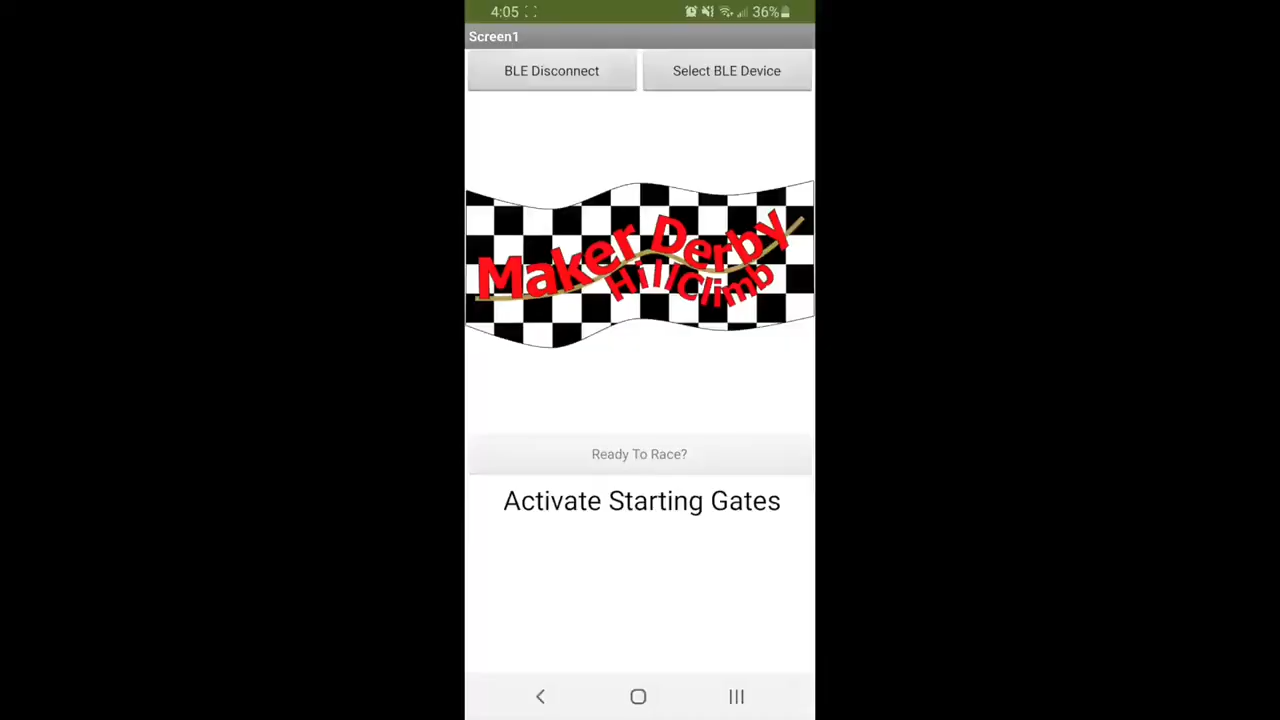 4:05 36%
Screen1
BLE Disconnect Select BLE Device
Maker Derby
HillClimb
Ready To Race?
Activate Starting Gates